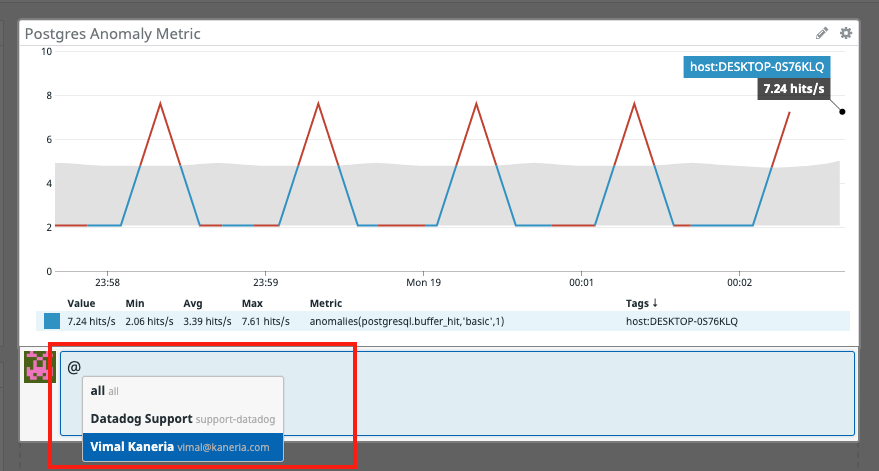 Postgres Anomaly Metric
10
host:DESKTOP-0S76KLQ
7.24 hits/s
8
6
4
2
0
23:58 23:59 Mon 19 00:01 00:02
Value Min Avg Max Metric Tags ↓
7.24 hits/s 2.06 hits/s 3.39 hits/s 7.61 hits/s anomalies(postgresql.buffer_hit,'basic',1) host:DESKTOP-0S76KLQ
@
all all
Datadog Support support-datadog
Vimal Kaneria vimal@kaneria.com